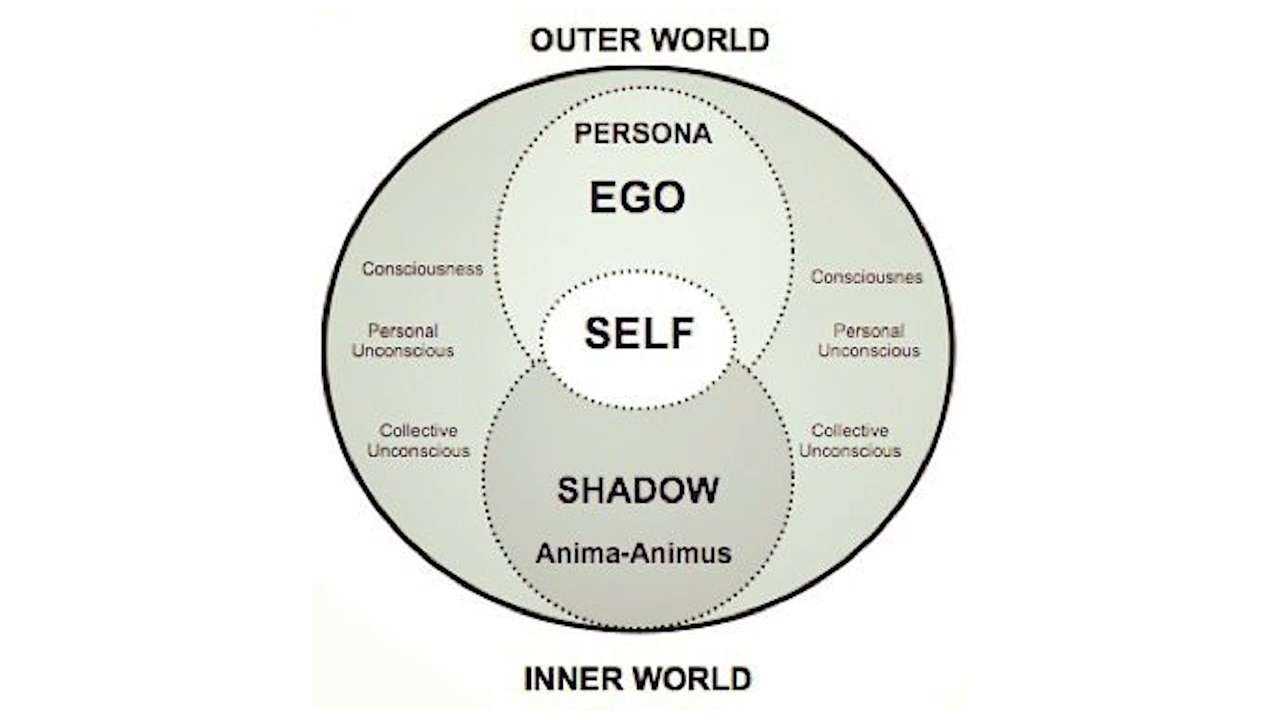 OUTER WORLD
PERSONA
EGO
Consciousness
Consciousnes
SELF
Personal
Unconscious
Personal
Unconscious
Collective
Unconscious
Collective
Unconscious
SHADOW
Anima-Animus
INNER WORLD